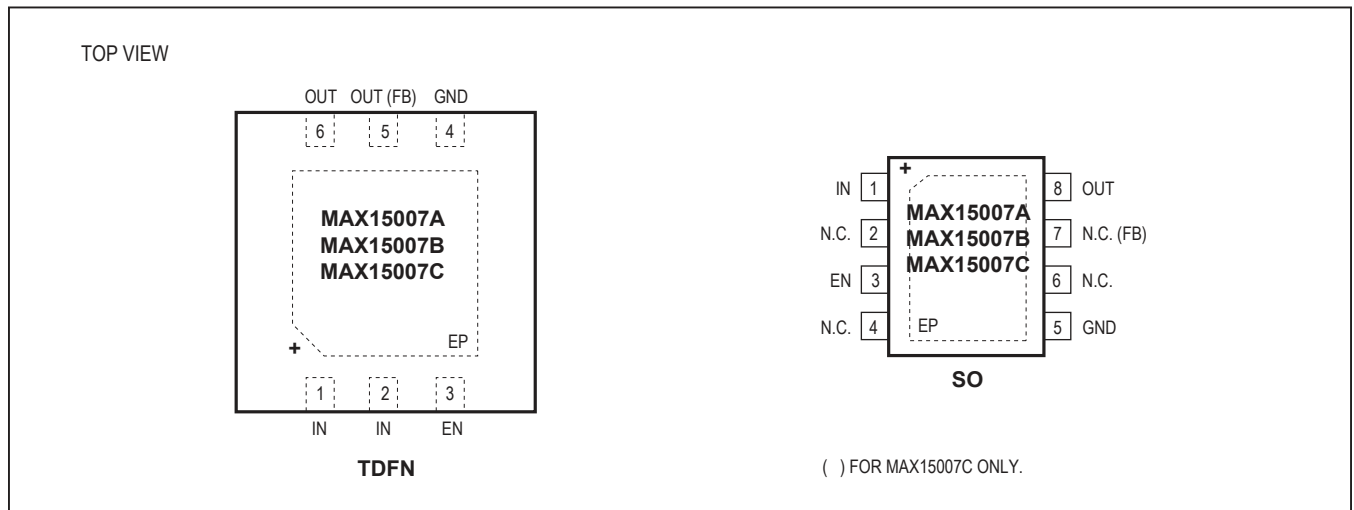 TOP VIEW
OUT OUT (FB) GND
6 5 4
MAX15007A
MAX15007B
MAX15007C
EP
+
1 2 3
IN IN EN
TDFN
+
IN 1 8 OUT
N.C. 2 7 N.C. (FB)
EN 3 6 N.C.
N.C. 4 5 GND
MAX15007A
MAX15007B
MAX15007C
EP
SO
( ) FOR MAX15007C ONLY.